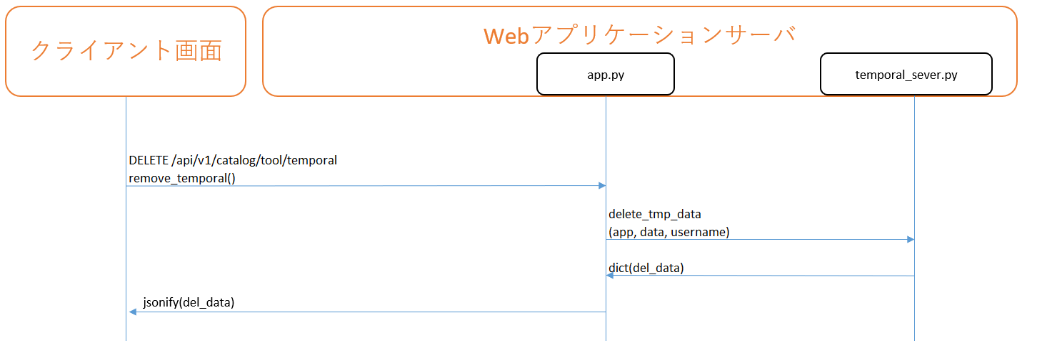 クライアント画面
Webアプリケーションサーバ
app.py
temporal_sever.py
DELETE /api/v1/catalog/tool/temporal
remove_temporal()
delete_tmp_data
(app, data, username)
dict(del_data)
jsonify(del_data)